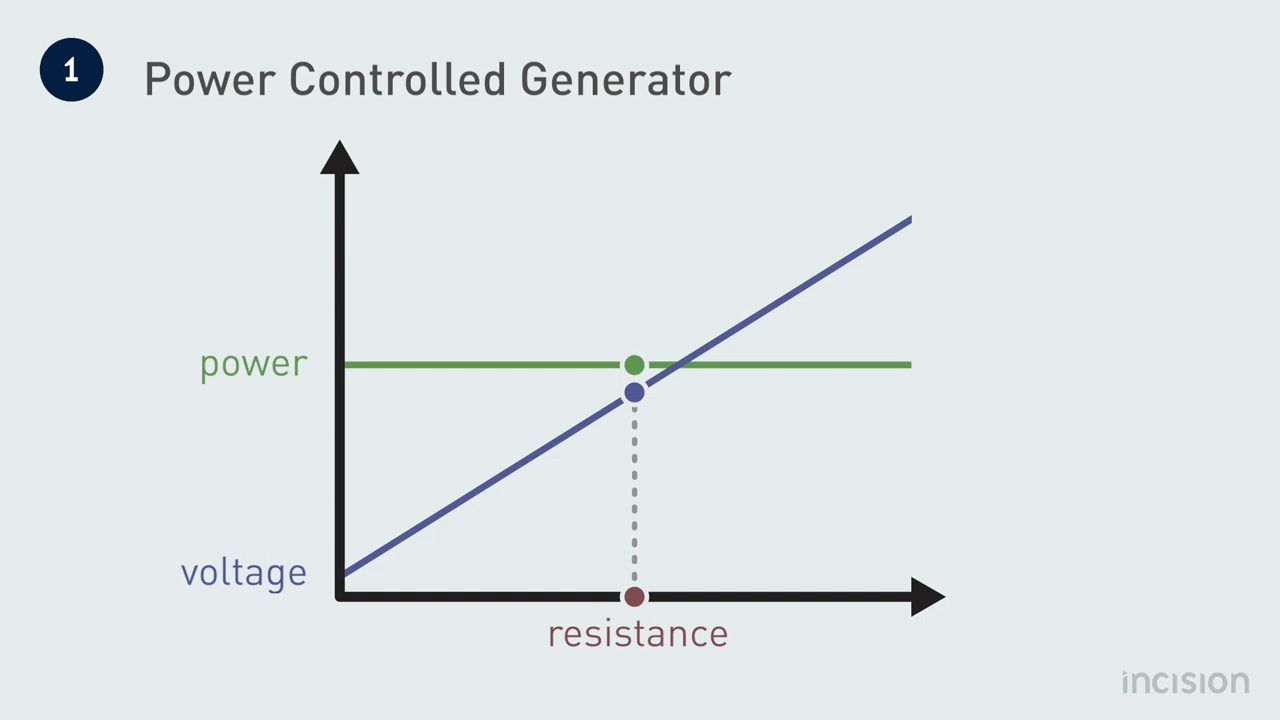 1
Power Controlled Generator
power
voltage
resistance
incision